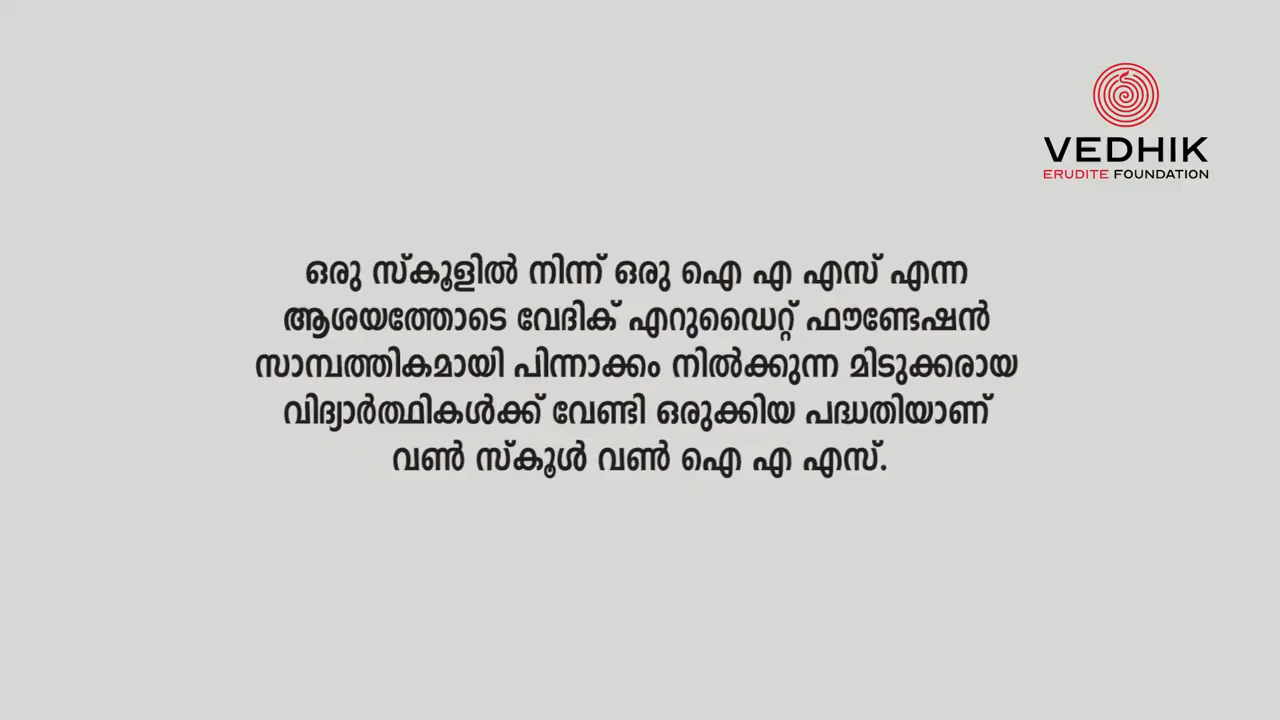 VEDHIK
ERUDITE FOUNDATION
ഒരു സ്കൂളിൽ നിന്ന് ഒരു ഐ എ എസ് എന്ന
ആശയത്തോടെ വേദിക് എറുഡൈറ്റ് ഫൗണ്ടേഷൻ
സാമ്പത്തികമായി പിന്നാക്കം നിൽക്കുന്ന മിടുക്കരായ
വിദ്യാർത്ഥികൾക്ക് വേണ്ടി ഒരുക്കിയ പദ്ധതിയാണ്
വൺ സ്കൂൾ വൺ ഐ എ എസ്.